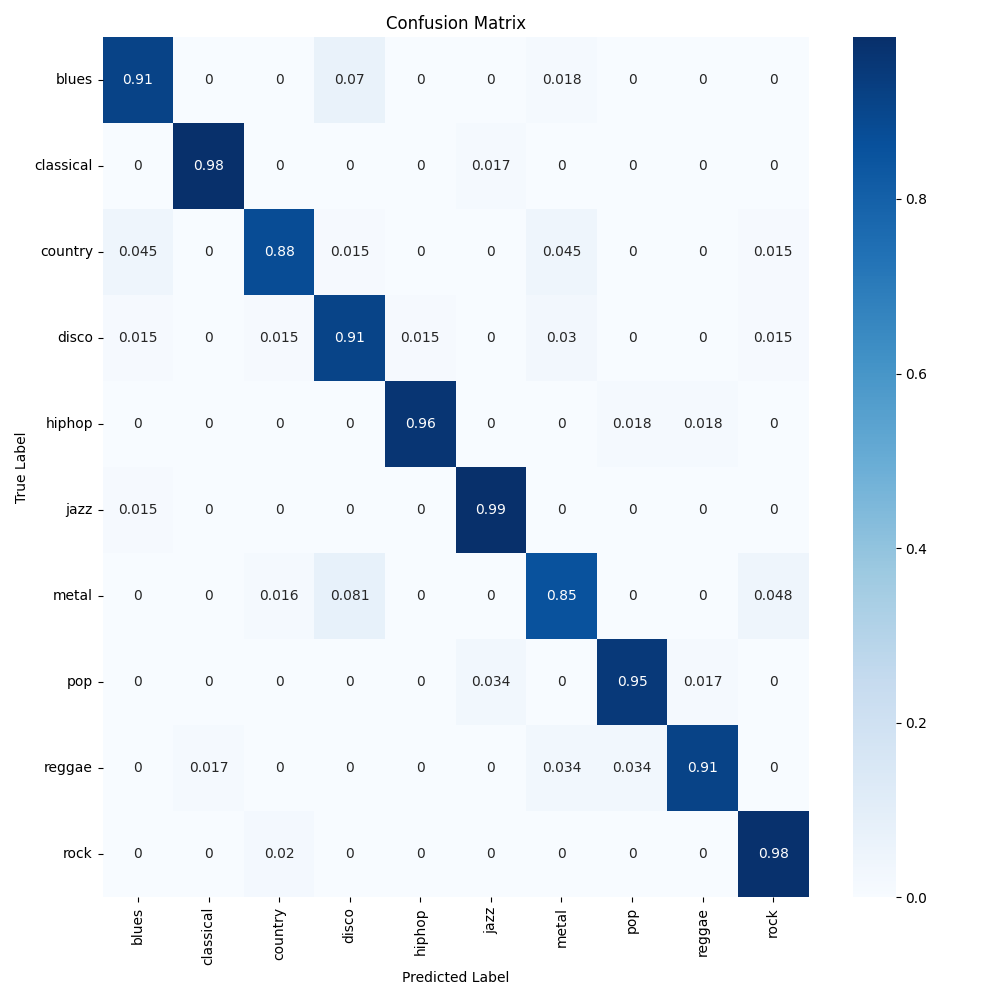 Confusion Matrix
blues 0.91 0 0 0.07 0 0 0.018 0 0 0
classical 0 0.98 0 0 0 0.017 0 0 0 0
country 0.045 0 0.88 0.015 0 0 0.045 0 0 0.015
disco 0.015 0 0.015 0.91 0.015 0 0.03 0 0 0.015
hiphop 0 0 0 0 0.96 0 0 0.018 0.018 0
jazz 0.015 0 0 0 0 0.99 0 0 0 0
metal 0 0 0.016 0.081 0 0 0.85 0 0 0.048
pop 0 0 0 0 0 0.034 0 0.95 0.017 0
reggae 0 0.017 0 0 0 0 0.034 0.034 0.91 0
rock 0 0 0.02 0 0 0 0 0 0 0.98
True Label
blues classical country disco hiphop jazz metal pop reggae rock
Predicted Label
0.8
0.6
0.4
0.2
0.0